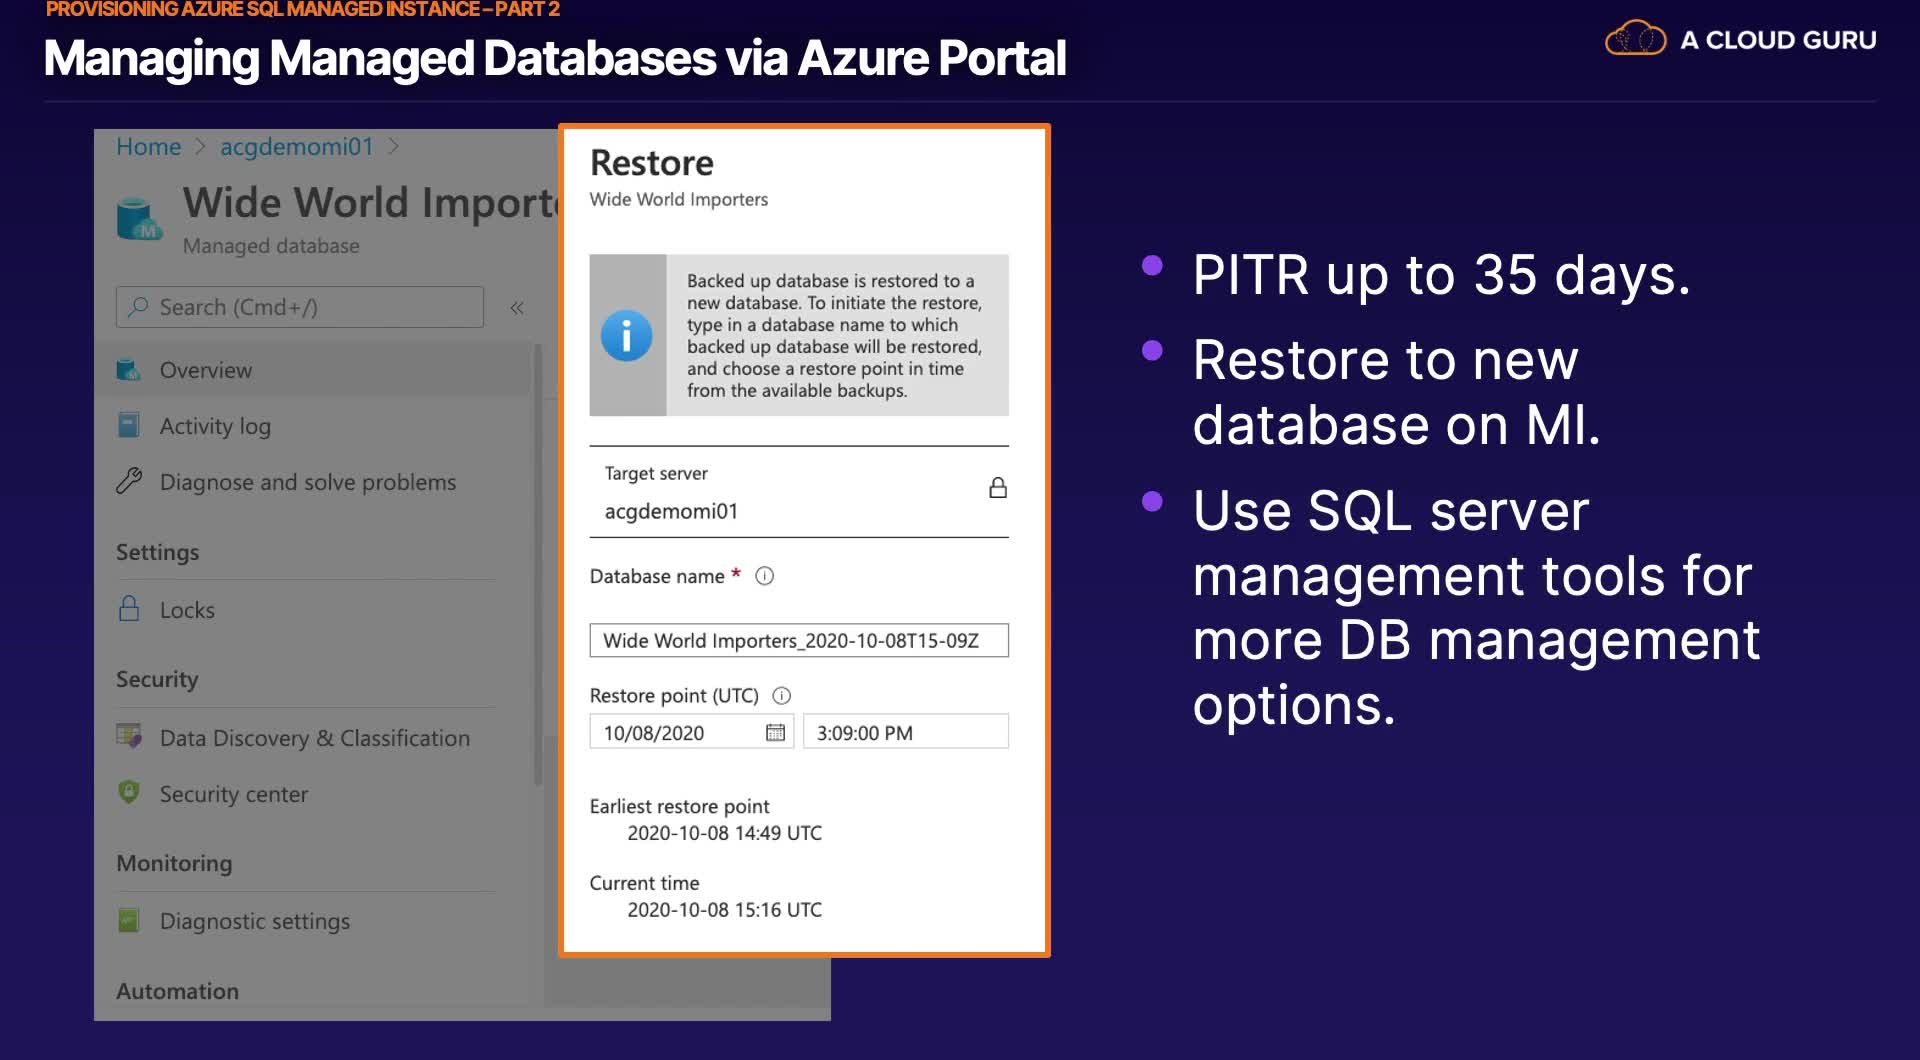 PROVISIONING AZURE SQL MANAGED INSTANCE – PART 2
Managing Managed Databases via Azure Portal
A CLOUD GURU
Home > acgdemomi01 >
Wide World Importe
Managed database
Search (Cmd+/)
«
Overview
Activity log
Diagnose and solve problems
Settings
Locks
Security
Data Discovery & Classification
Security center
Monitoring
Diagnostic settings
Automation
Restore
Wide World Importers
Backed up database is restored to a
new database. To initiate the restore,
type in a database name to which
backed up database will be restored,
and choose a restore point in time
from the available backups.
Target server
acgdemomi01
Database name *
Wide World Importers_2020-10-08T15-09Z
Restore point (UTC)
10/08/2020 3:09:00 PM
Earliest restore point
2020-10-08 14:49 UTC
Current time
2020-10-08 15:16 UTC
• PITR up to 35 days.
• Restore to new
database on MI.
• Use SQL server
management tools for
more DB management
options.